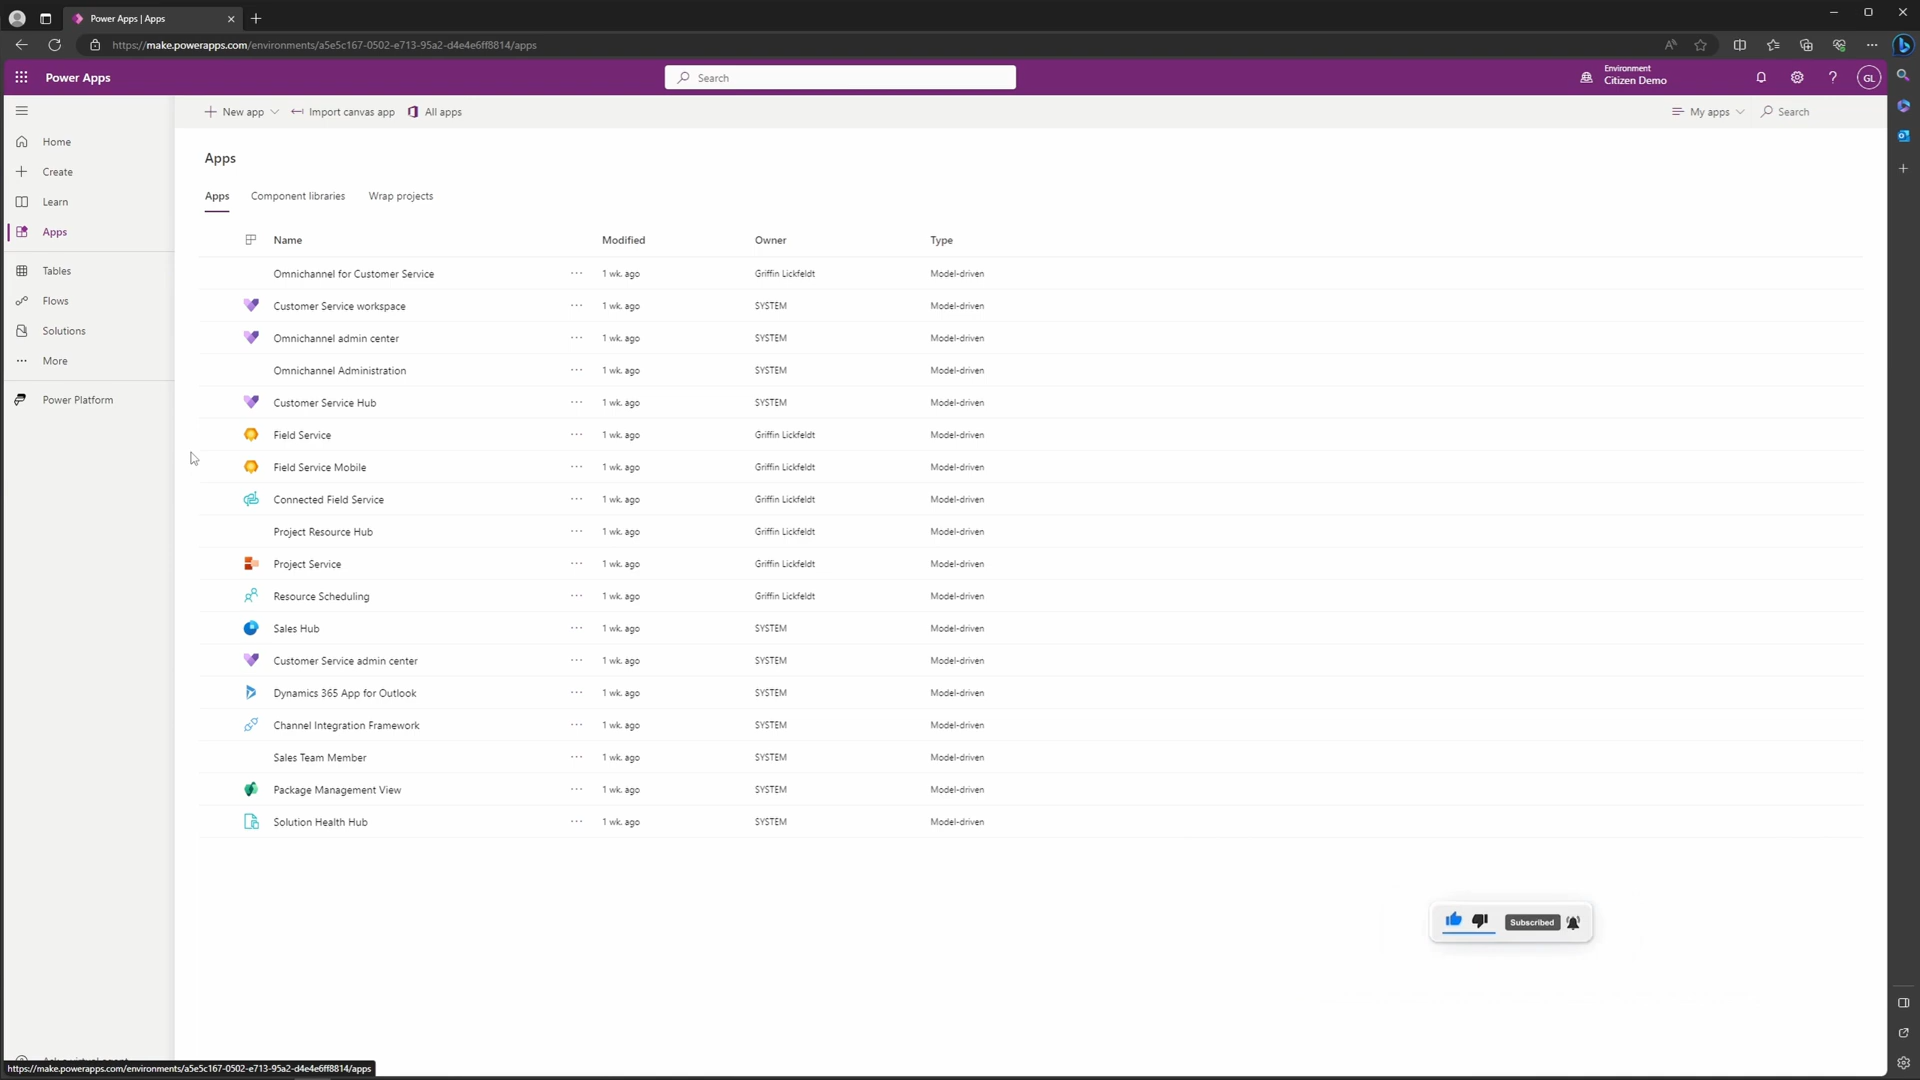 Power Apps | Apps
https://make.powerapps.com/environments/a5e5c167-0502-e713-95a2-d4e4e6ff8814/apps
Power Apps
Search
Environment
Citizen Demo
GL
New app
Import canvas app
All apps
My apps
Search
Home
Create
Learn
Apps
Tables
Flows
Solutions
More
Power Platform
Apps
Apps Component libraries Wrap projects
Name Modified Owner Type
Omnichannel for Customer Service ... 1 wk. ago Griffin Lickfeldt Model-driven
Customer Service workspace ... 1 wk. ago SYSTEM Model-driven
Omnichannel admin center ... 1 wk. ago SYSTEM Model-driven
Omnichannel Administration ... 1 wk. ago SYSTEM Model-driven
Customer Service Hub ... 1 wk. ago SYSTEM Model-driven
Field Service ... 1 wk. ago Griffin Lickfeldt Model-driven
Field Service Mobile ... 1 wk. ago Griffin Lickfeldt Model-driven
Connected Field Service ... 1 wk. ago Griffin Lickfeldt Model-driven
Project Resource Hub ... 1 wk. ago Griffin Lickfeldt Model-driven
Project Service ... 1 wk. ago Griffin Lickfeldt Model-driven
Resource Scheduling ... 1 wk. ago Griffin Lickfeldt Model-driven
Sales Hub ... 1 wk. ago SYSTEM Model-driven
Customer Service admin center ... 1 wk. ago SYSTEM Model-driven
Dynamics 365 App for Outlook ... 1 wk. ago SYSTEM Model-driven
Channel Integration Framework ... 1 wk. ago SYSTEM Model-driven
Sales Team Member ... 1 wk. ago SYSTEM Model-driven
Package Management View ... 1 wk. ago SYSTEM Model-driven
Solution Health Hub ... 1 wk. ago SYSTEM Model-driven
Subscribed
https://make.powerapps.com/environments/a5e5c167-0502-e713-95a2-d4e4e6ff8814/apps